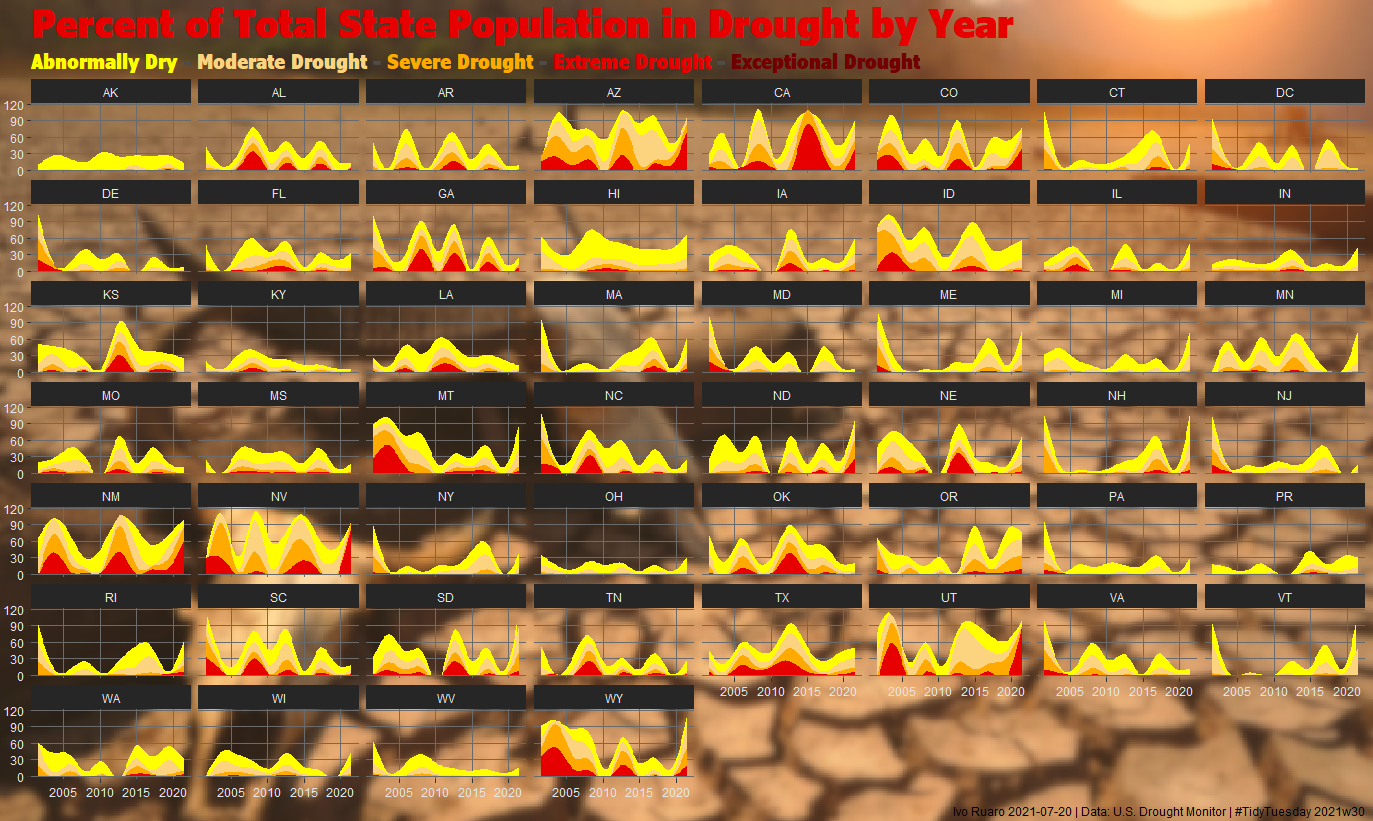 Percent of Total State Population in Drought by Year
Abnormally Dry - Moderate Drought - Severe Drought - Extreme Drought - Exceptional Drought
AK AL AR AZ CA CO CT DC
120
90
60
30
0
DE FL GA HI IA ID IL IN
120
90
60
30
0
KS KY LA MA MD ME MI MN
120
90
60
30
0
MO MS MT NC ND NE NH NJ
120
90
60
30
0
NM NV NY OH OK OR PA PR
120
90
60
30
0
RI SC SD TN TX UT VA VT
120
90
60
30
0
2005 2010 2015 2020 2005 2010 2015 2020 2005 2010 2015 2020 2005 2010 2015 2020
WA WI WV WY
120
90
60
30
0
2005 2010 2015 2020 2005 2010 2015 2020 2005 2010 2015 2020 2005 2010 2015 2020
Ivo Ruaro 2021-07-20 | Data: U.S. Drought Monitor | #TidyTuesday 2021w30